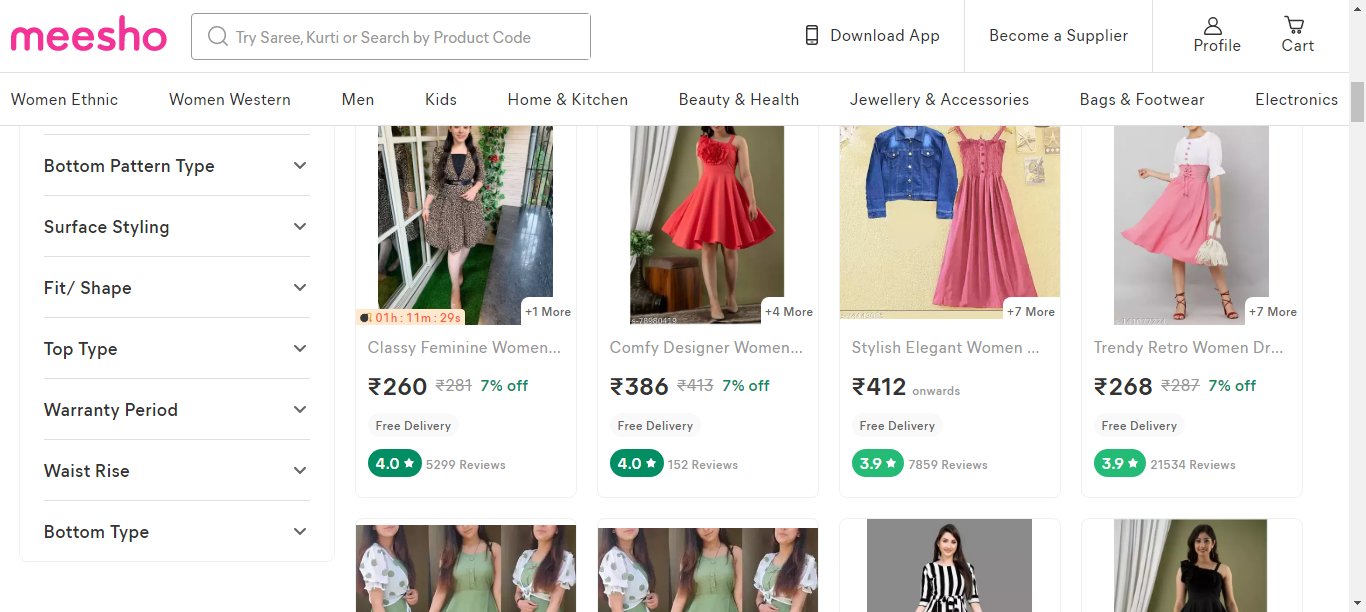 meesho
Try Saree, Kurti or Search by Product Code
Download App
Become a Supplier
Profile
Cart
Women Ethnic
Women Western
Men
Kids
Home & Kitchen
Beauty & Health
Jewellery & Accessories
Bags & Footwear
Electronics
Bottom Pattern Type
Surface Styling
Fit/ Shape
Top Type
Warranty Period
Waist Rise
Bottom Type
01h : 11m : 29s
+1 More
Classy Feminine Women...
₹260 ₹281 7% off
Free Delivery
4.0 ★ 5299 Reviews
s-78980419
+4 More
Comfy Designer Women...
₹386 ₹413 7% off
Free Delivery
4.0 ★ 152 Reviews
+7 More
Stylish Elegant Women ...
₹412 onwards
Free Delivery
3.9 ★ 7859 Reviews
+7 More
Trendy Retro Women Dr...
₹268 ₹287 7% off
Free Delivery
3.9 ★ 21534 Reviews